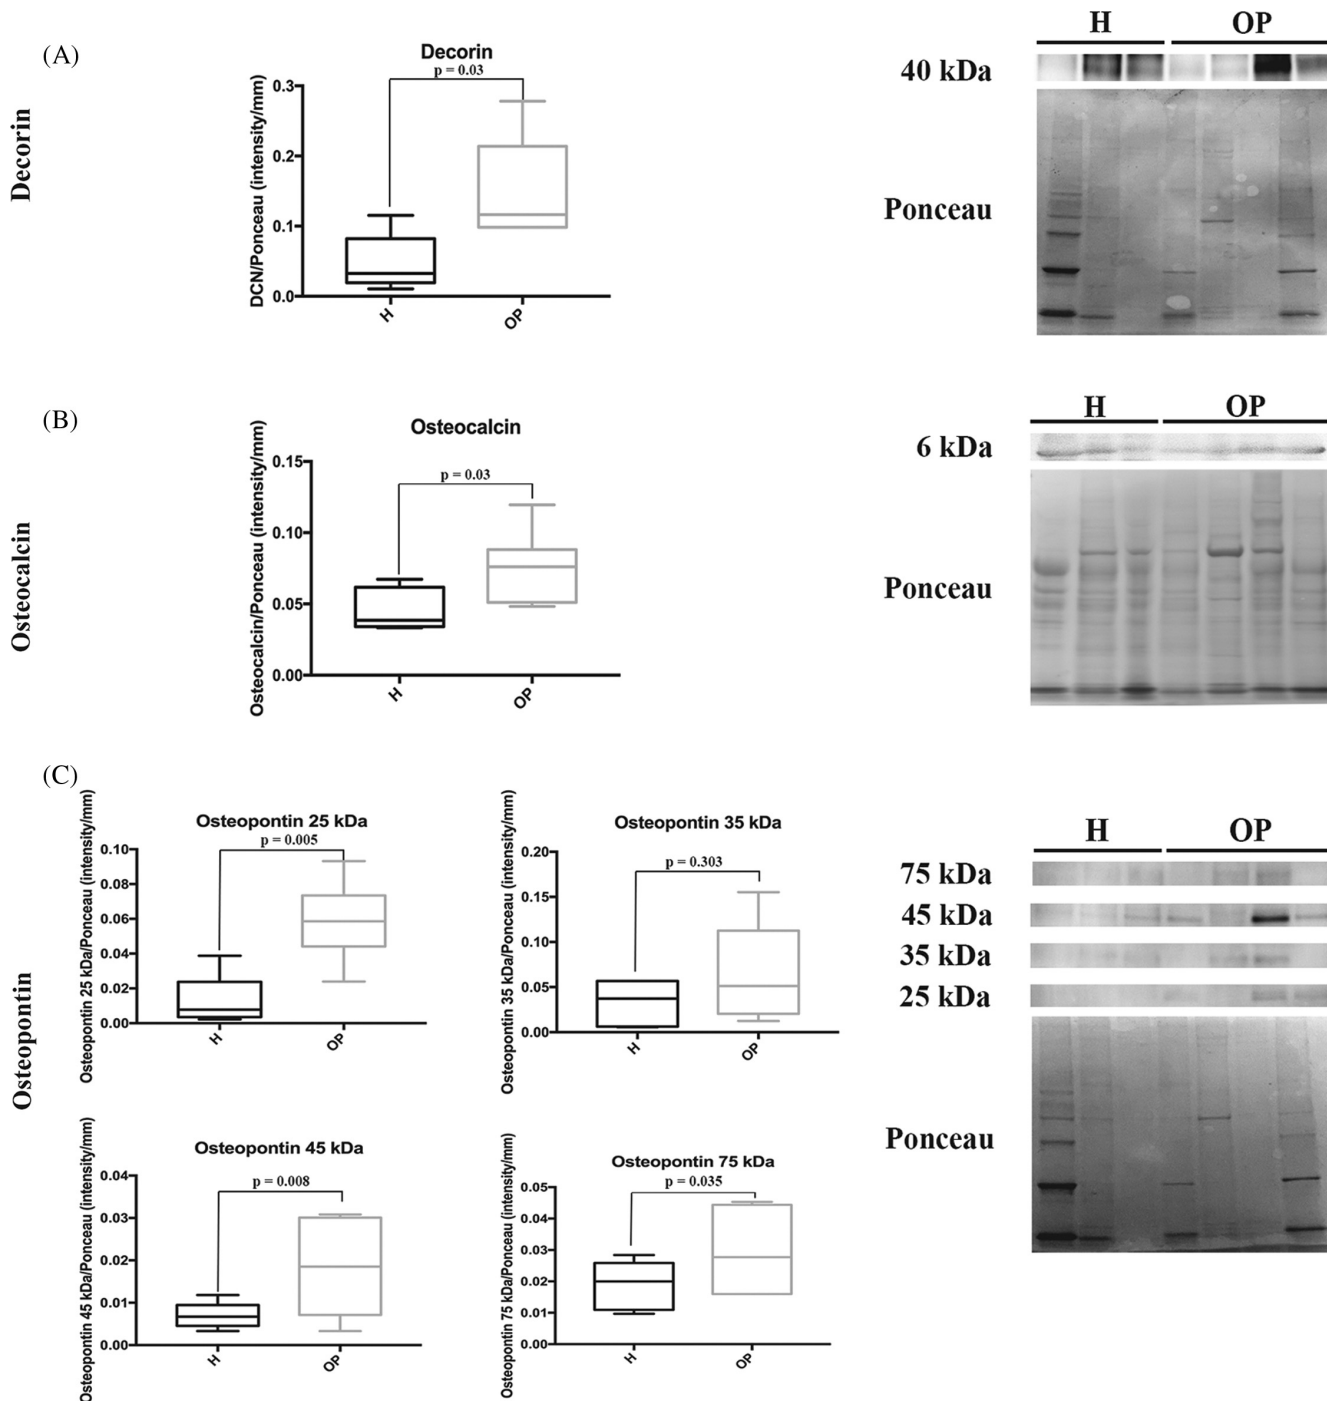 (A)
Decorin
Decorin
p = 0.03
DCN/Ponceau (intensity/mm)
0.3
0.2
0.1
0.0
H
OP
H OP
40 kDa
Ponceau
(B)
Osteocalcin
Osteocalcin
p = 0.03
Osteocalcin/Ponceau (intensity/mm)
0.15
0.10
0.05
0.00
H
OP
H OP
6 kDa
Ponceau
(C)
Osteopontin
Osteopontin 25 kDa
p = 0.005
Osteopontin 25 kDa/Ponceau (intensity/mm)
0.10
0.08
0.06
0.04
0.02
0.00
H
OP
Osteopontin 35 kDa
p = 0.303
Osteopontin 35 kDa/Ponceau (intensity/mm)
0.20
0.15
0.10
0.05
0.00
H
OP
Osteopontin 45 kDa
p = 0.008
Osteopontin 45 kDa/Ponceau (intensity/mm)
0.04
0.03
0.02
0.01
0.00
H
OP
Osteopontin 75 kDa
p = 0.035
Osteopontin 75 kDa/Ponceau (intensity/mm)
0.05
0.04
0.03
0.02
0.01
0.00
H
OP
H OP
75 kDa
45 kDa
35 kDa
25 kDa
Ponceau